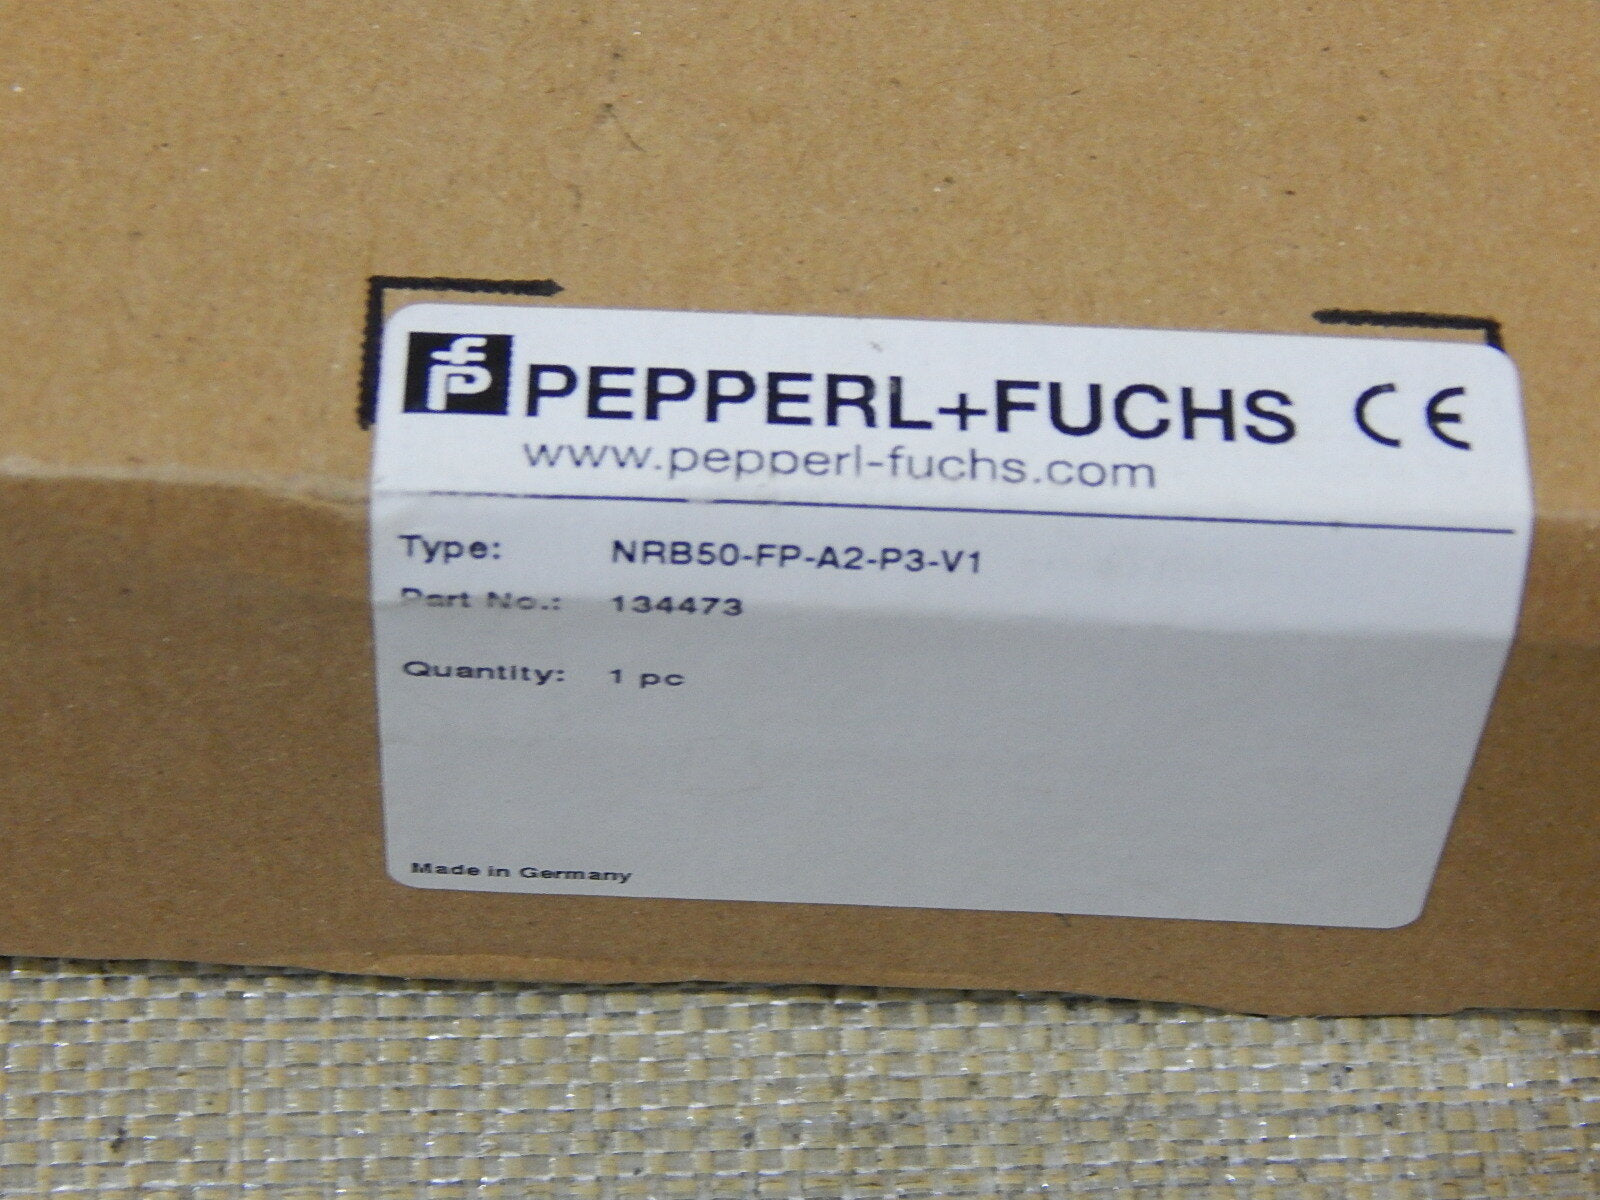 fp PEPPERL+FUCHS CE
www.pepperl-fuchs.com
Type: NRB50-FP-A2-P3-V1
Part No.: 134473
Quantity: 1 pc
Made in Germany